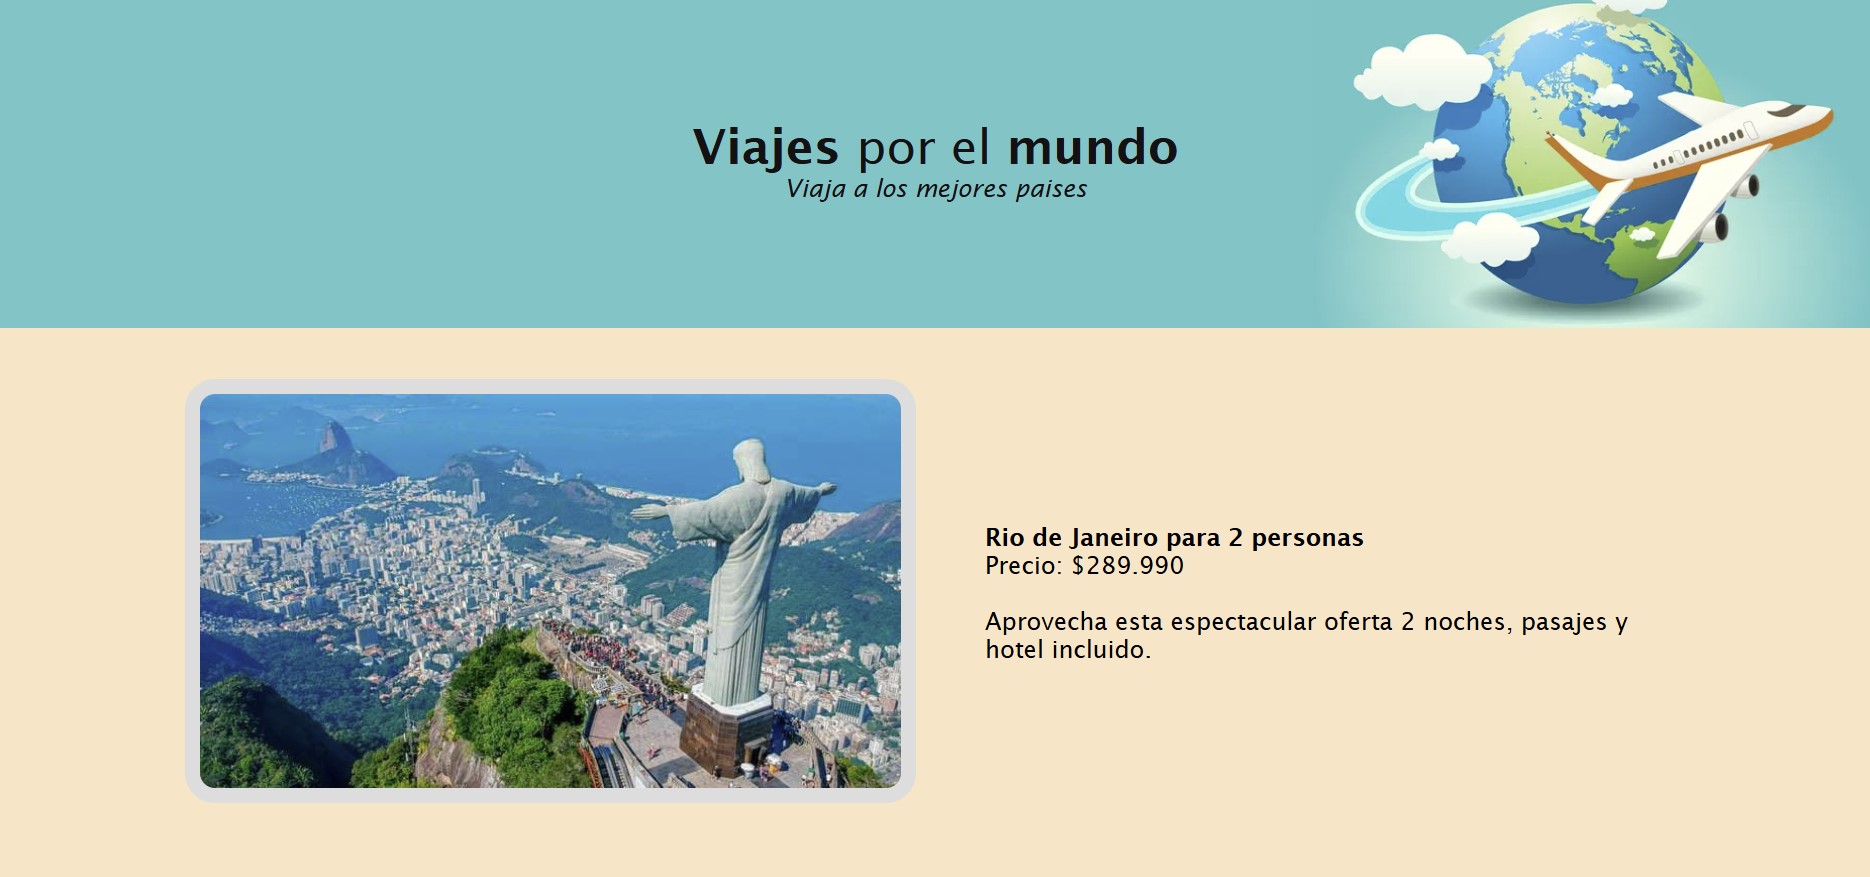 Viajes por el mundo
Viaja a los mejores paises
Rio de Janeiro para 2 personas
Precio: $289.990
Aprovecha esta espectacular oferta 2 noches, pasajes y
hotel incluido.